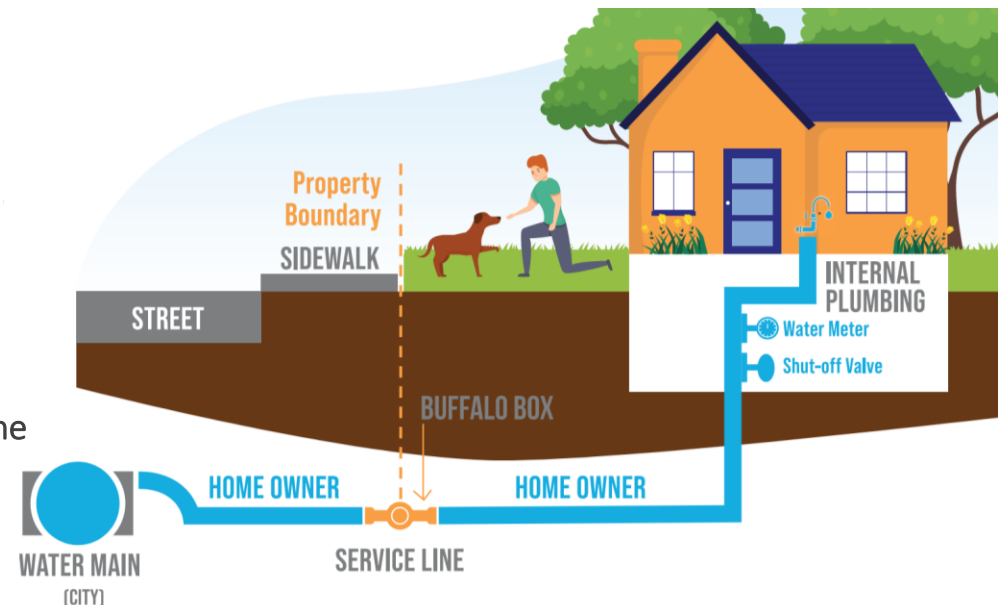 Property
Boundary
SIDEWALK
STREET
INTERNAL
PLUMBING
Water Meter
Shut-off Valve
BUFFALO BOX
HOME OWNER
HOME OWNER
SERVICE LINE
WATER MAIN
(CITY)